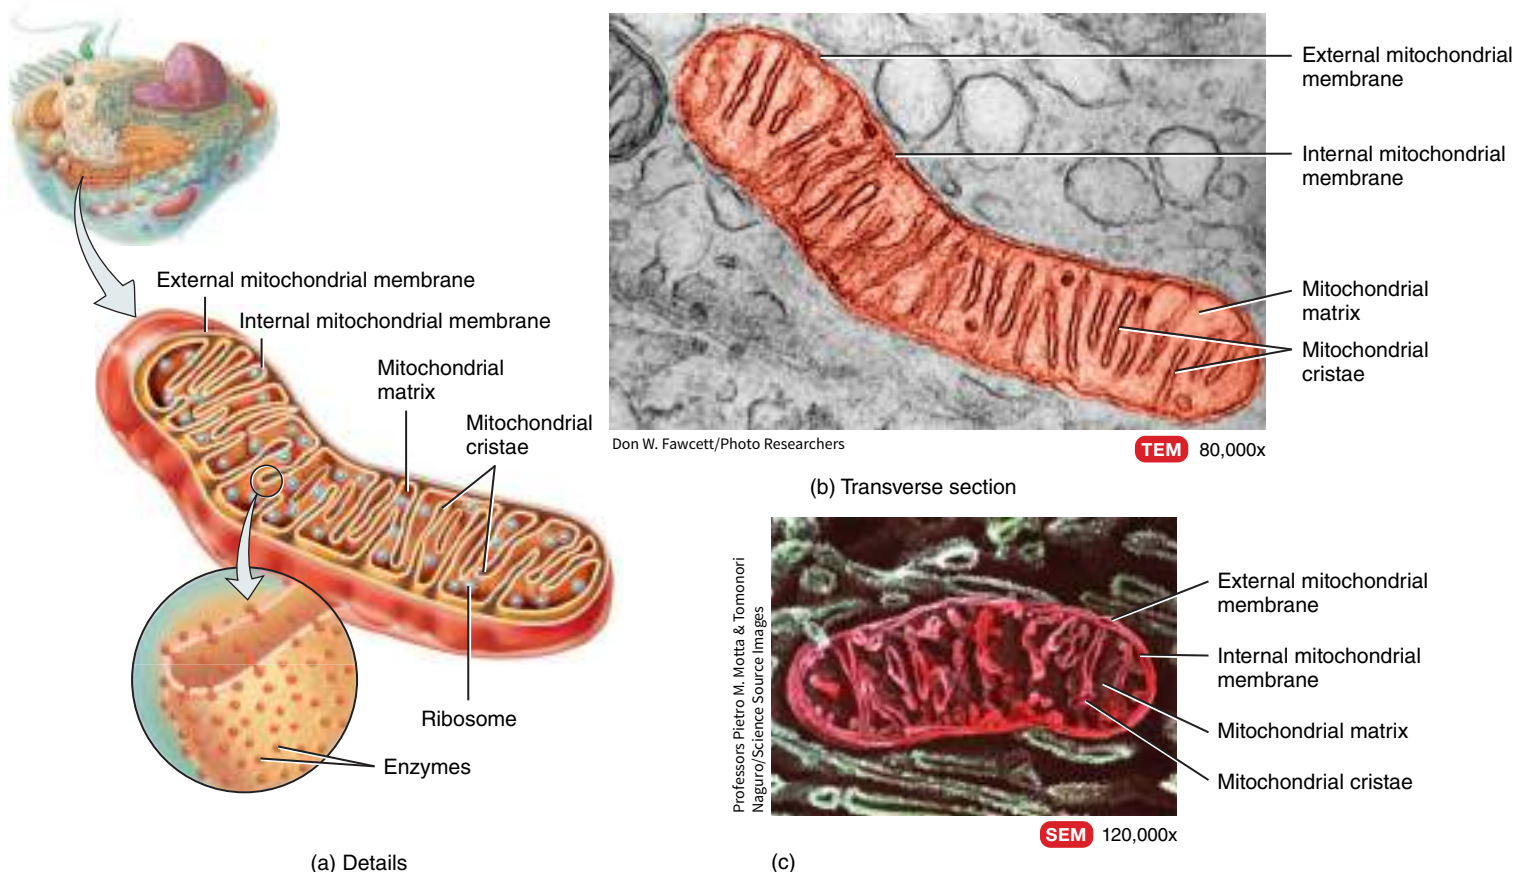 External mitochondrial membrane
Internal mitochondrial membrane
Mitochondrial
matrix
Mitochondrial
cristae
Ribosome
Enzymes
(a) Details
External mitochondrial
membrane
Internal mitochondrial
membrane
Mitochondrial
matrix
Mitochondrial
cristae
Don W. Fawcett/Photo Researchers
TEM 80,000x
(b) Transverse section
Professors Pietro M. Motta & Tomonori
Naguro/Science Source Images
External mitochondrial
membrane
Internal mitochondrial
membrane
Mitochondrial matrix
Mitochondrial cristae
SEM 120,000x
(c)